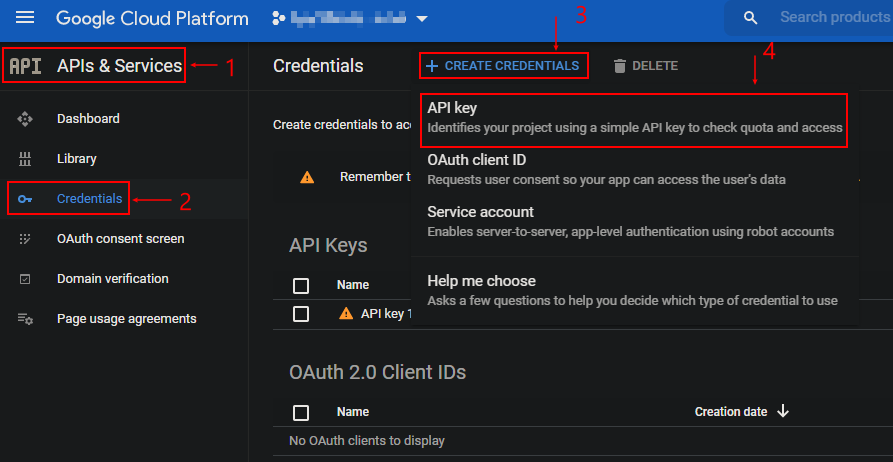 Google Cloud Platform
Search products
3
4
API APIs & Services
1
Credentials
+ CREATE CREDENTIALS
DELETE
Dashboard
Library
Credentials
2
OAuth consent screen
Domain verification
Page usage agreements
Create credentials to acc
Remember t
API key
Identifies your project using a simple API key to check quota and access
OAuth client ID
Requests user consent so your app can access the user's data
Service account
Enables server-to-server, app-level authentication using robot accounts
Help me choose
Asks a few questions to help you decide which type of credential to use
API Keys
Name
API key 1
OAuth 2.0 Client IDs
Name
Creation date
No OAuth clients to display